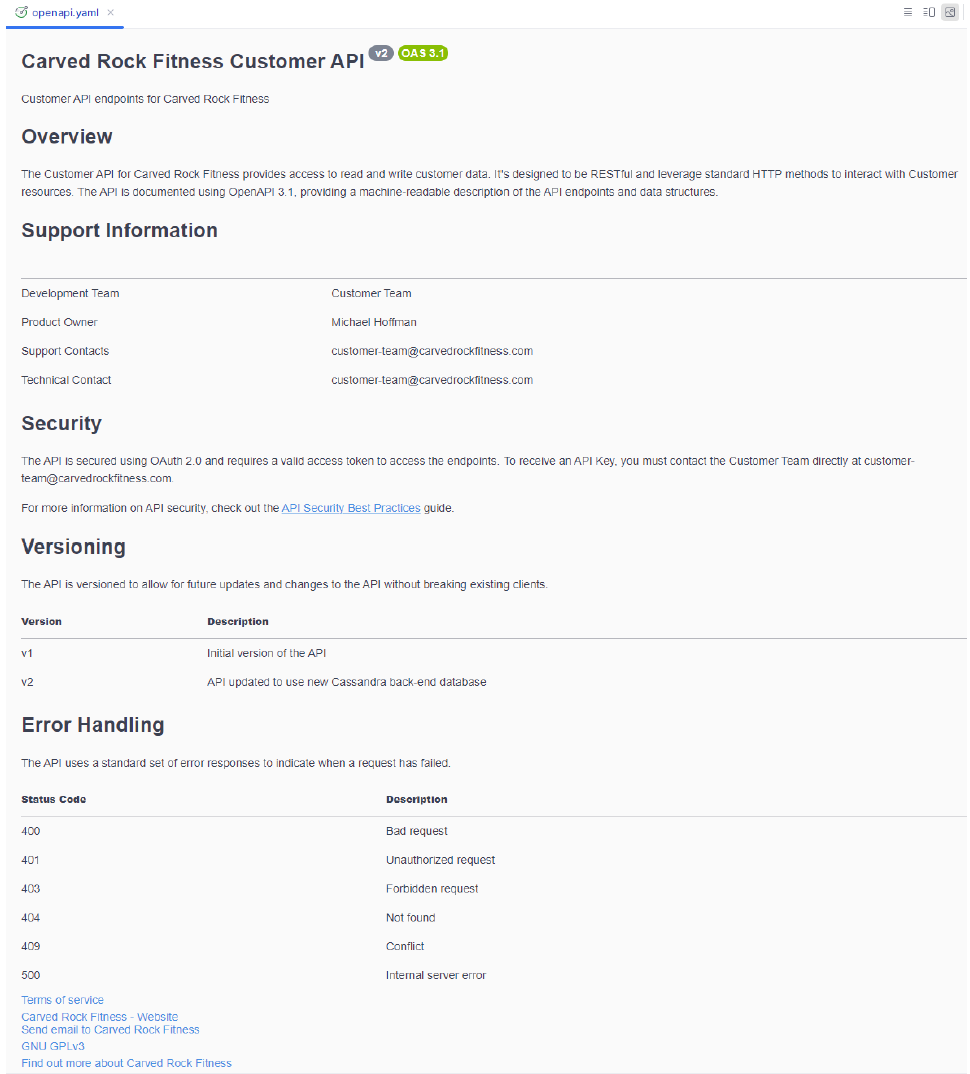 openapi.yaml
Carved Rock Fitness Customer API v2 OAS 3.1
Customer API endpoints for Carved Rock Fitness
Overview
The Customer API for Carved Rock Fitness provides access to read and write customer data. It's designed to be RESTful and leverage standard HTTP methods to interact with Customer
resources. The API is documented using OpenAPI 3.1, providing a machine-readable description of the API endpoints and data structures.
Support Information
Development Team Customer Team
Product Owner Michael Hoffman
Support Contacts customer-team@carvedrockfitness.com
Technical Contact customer-team@carvedrockfitness.com
Security
The API is secured using OAuth 2.0 and requires a valid access token to access the endpoints. To receive an API Key, you must contact the Customer Team directly at customer-
team@carvedrockfitness.com.
For more information on API security, check out the API Security Best Practices guide.
Versioning
The API is versioned to allow for future updates and changes to the API without breaking existing clients.
Version Description
v1 Initial version of the API
v2 API updated to use new Cassandra back-end database
Error Handling
The API uses a standard set of error responses to indicate when a request has failed.
Status Code Description
400 Bad request
401 Unauthorized request
403 Forbidden request
404 Not found
409 Conflict
500 Internal server error
Terms of service
Carved Rock Fitness - Website
Send email to Carved Rock Fitness
GNU GPLv3
Find out more about Carved Rock Fitness